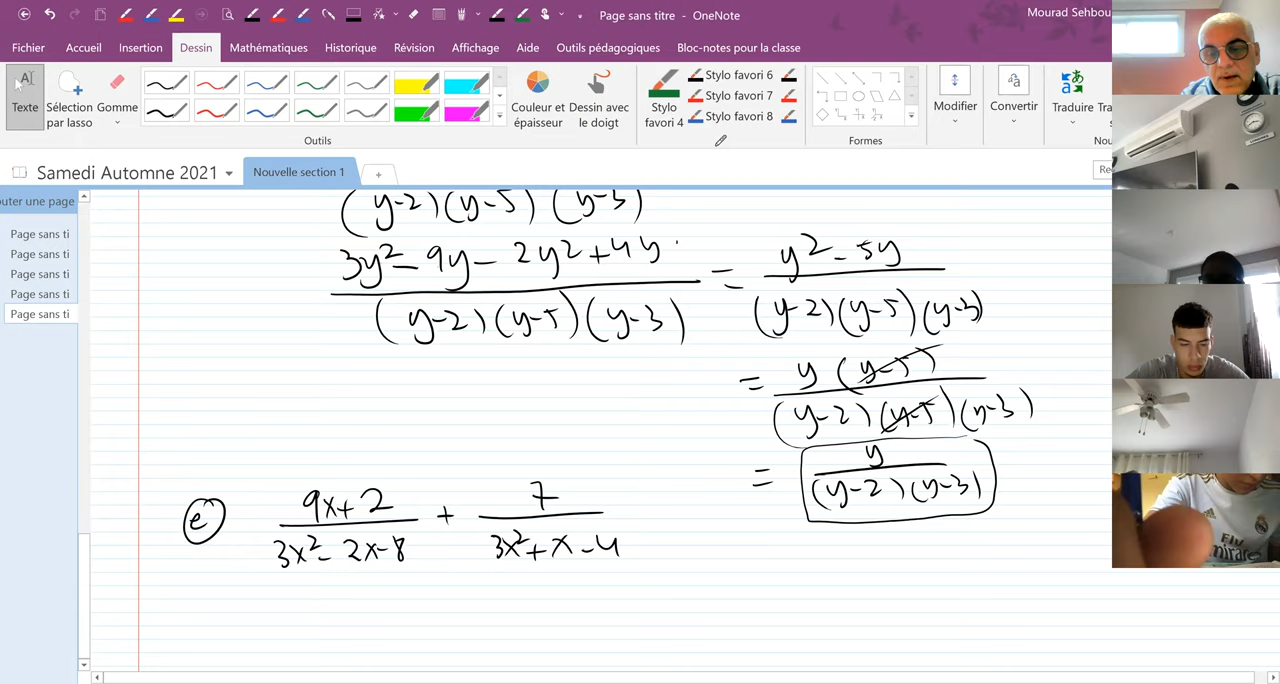 Page sans titre - OneNote
Mourad Sehbou
Fichier Accueil Insertion Dessin Mathématiques Historique Révision Affichage Aide Outils pédagogiques Bloc-notes pour la classe
Texte
Sélection par lasso
Gomme
Couleur et épaisseur
Dessin avec le doigt
Stylo favori 4
Stylo favori 6
Stylo favori 7
Stylo favori 8
Modifier
Convertir
Traduire
Outils
Formes
Samedi Automne 2021
Nouvelle section 1
outer une page
Page sans ti
Page sans ti
Page sans ti
Page sans ti
Page sans ti
(y-2)(y-5)(y-3)
3y²-9y-2y²+4y / (y-2)(y-5)(y-3) = y²-5y / (y-2)(y-5)(y-3)
= y(y-5) / (y-2)(y-5)(y-3)
= y / (y-2)(y-3)
e 9x+2 / 3x²-2x-8 + 7 / 3x²+x-4
Fly Emirates